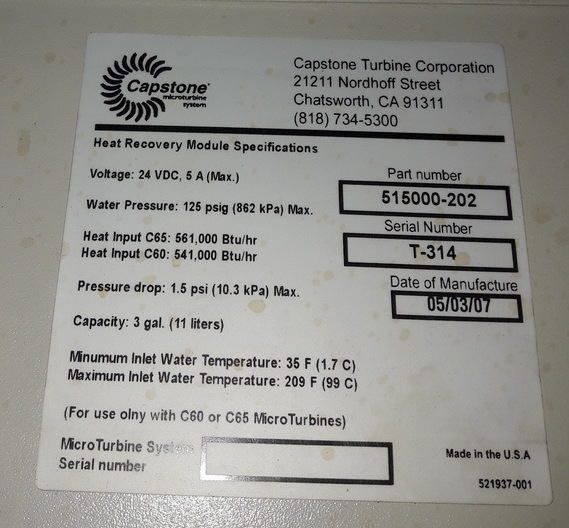 Capstone®
microturbine
system
Capstone Turbine Corporation
21211 Nordhoff Street
Chatsworth, CA 91311
(818) 734-5300
Heat Recovery Module Specifications
Voltage: 24 VDC, 5 A (Max.)
Water Pressure: 125 psig (862 kPa) Max.
Heat Input C65: 561,000 Btu/hr
Heat Input C60: 541,000 Btu/hr
Pressure drop: 1.5 psi (10.3 kPa) Max.
Capacity: 3 gal. (11 liters)
Part number
515000-202
Serial Number
T-314
Date of Manufacture
05/03/07
Minumum Inlet Water Temperature: 35 F (1.7 C)
Maximum Inlet Water Temperature: 209 F (99 C)
(For use olny with C60 or C65 MicroTurbines)
MicroTurbine System
Serial number
Made in the U.S.A
521937-001